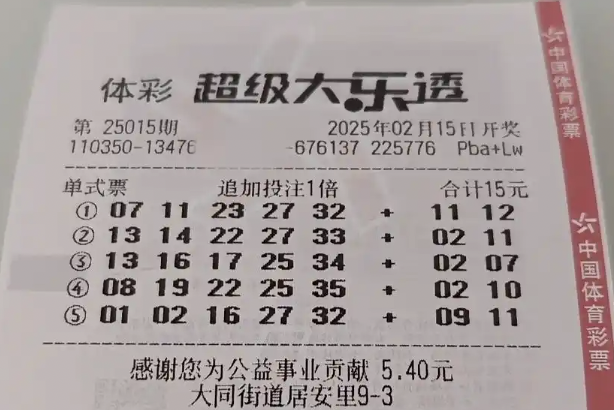 体彩 超级大乐透
第 25015期 2025年02月15日开奖
110350-13476 -676137 225776 Pba+Lw
单式票 追加投注1倍 合计15元
① 07 11 23 27 32 + 11 12
② 13 14 22 27 33 + 02 11
③ 13 16 17 25 34 + 02 07
④ 08 19 22 25 35 + 02 10
⑤ 01 02 16 27 32 + 09 11
感谢您为公益事业贡献 5.40元
大同街道居安里9-3
中国体育彩票
中国体育彩票